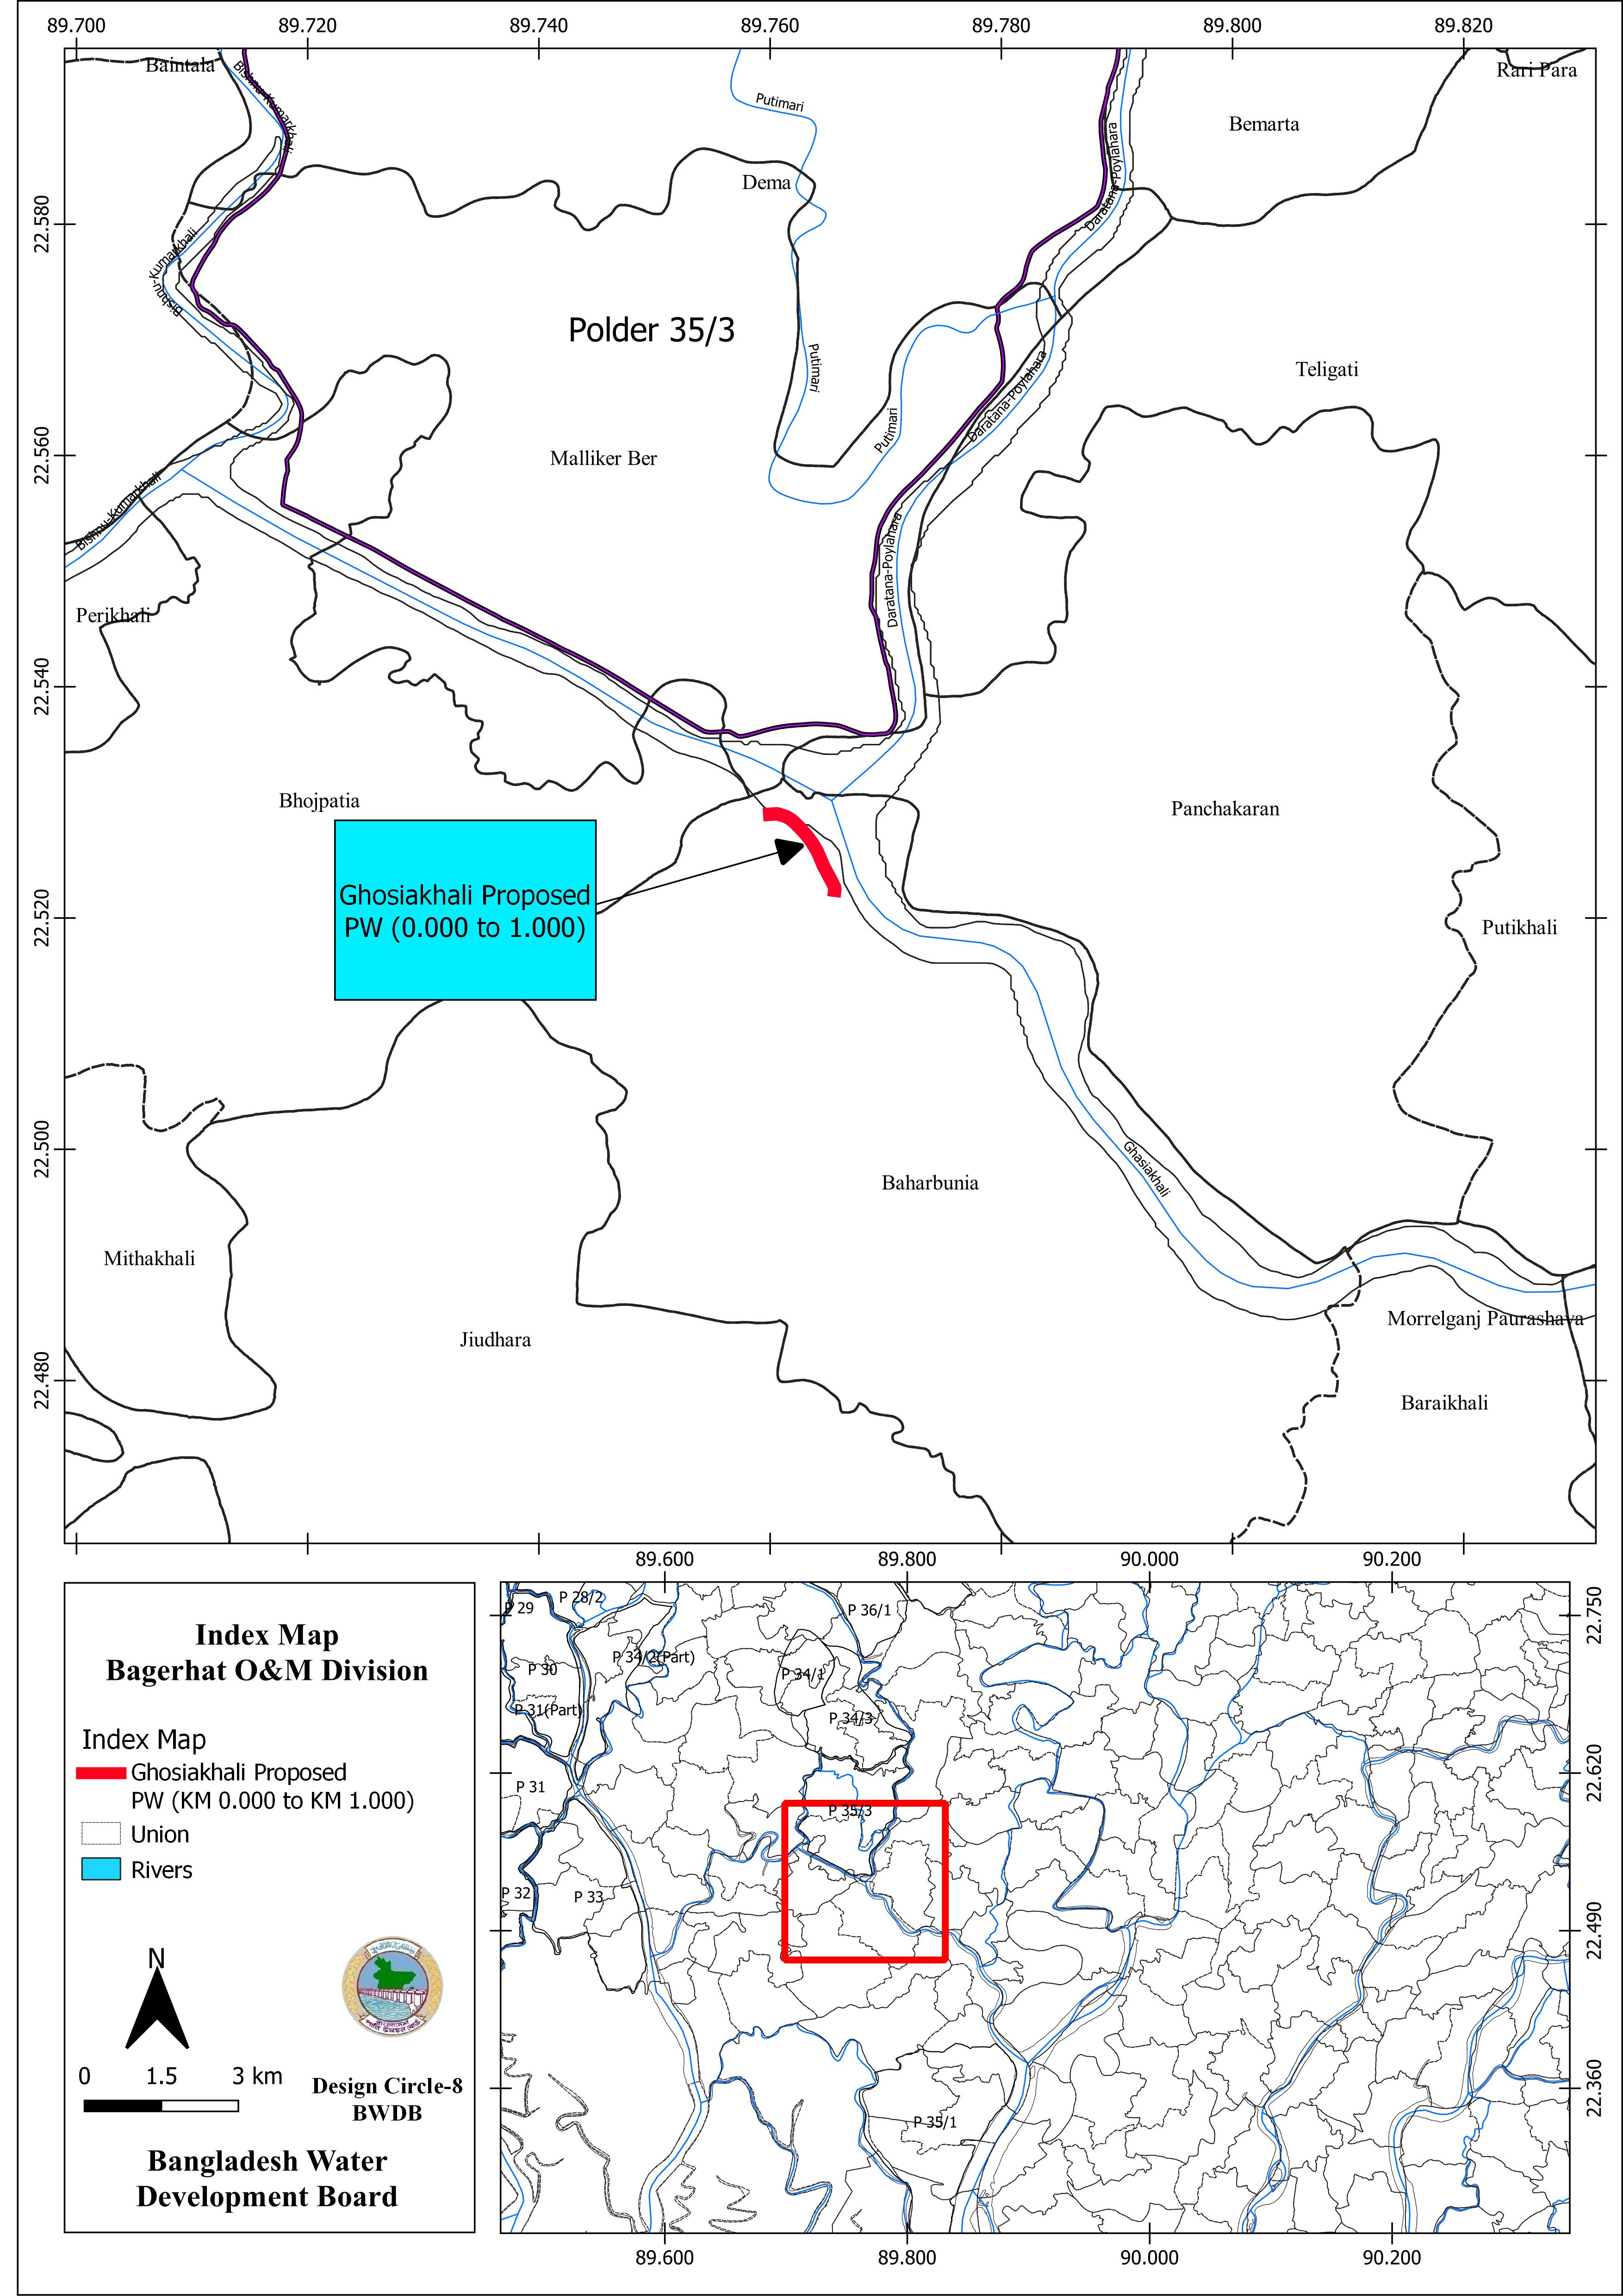 89.700
89.720
89.740
89.760
89.780
89.800
89.820
22.580
22.560
22.540
22.520
22.500
22.480
Baintala
Bishnu-Kumarkhali
Putimari
Rari Para
Bemarta
Dema
Daratana-Poylahara
Bishnu-Kumarkhali
Polder 35/3
Putimari
Teligati
Daratana-Poylahara
Putimari
Malliker Ber
Bishnu-Kumarkhali
Daratana-Poylahara
Perikhali
Bhojpatia
Panchakaran
Ghosiakhali Proposed
PW (0.000 to 1.000)
Putikhali
Ghasiakhali
Baharbunia
Mithakhali
Jiudhara
Morrelganj Paurashava
Baraikhali
Index Map
Bagerhat O&M Division
Index Map
Ghosiakhali Proposed
PW (KM 0.000 to KM 1.000)
Union
Rivers
N
0 1.5 3 km
Design Circle-8
BWDB
Bangladesh Water
Development Board
89.600
89.800
90.000
90.200
P 28/2
P 29
P 36/1
P 34/2(Part)
P 30
P 34/1
P 31(Part)
P 34/3
P 31
P 35/3
P 32
P 33
P 35/1
22.750
22.620
22.490
22.360
89.600
89.800
90.000
90.200